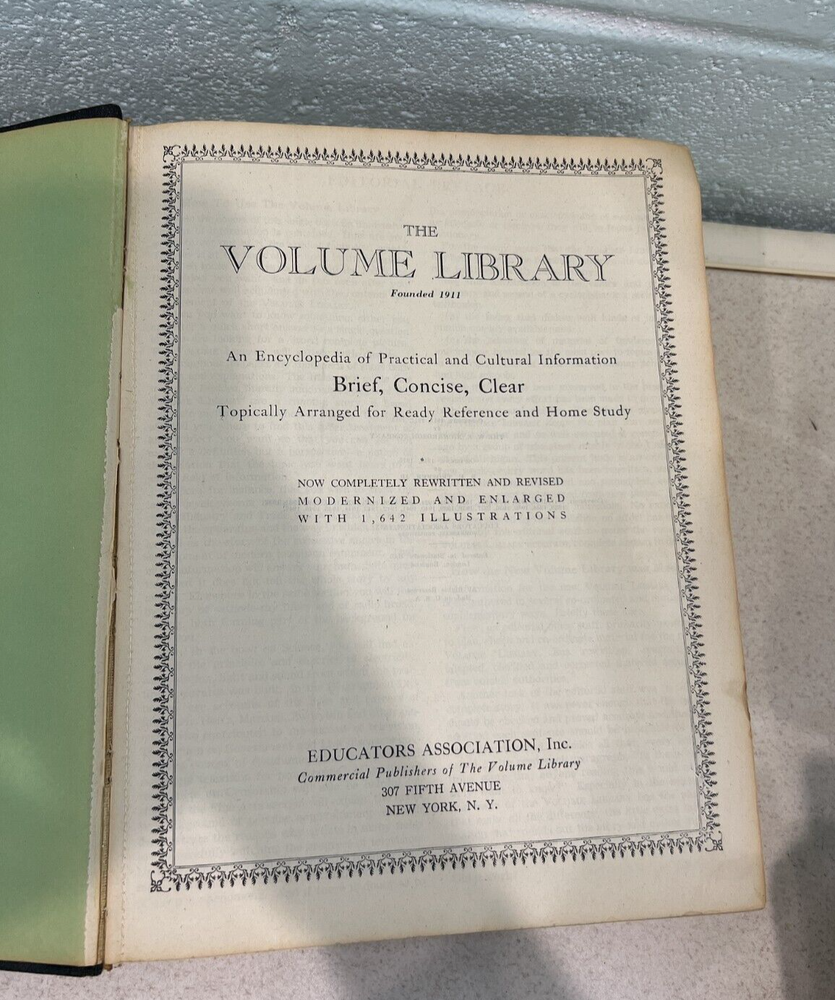 THE
VOLUME LIBRARY
Founded 1911
An Encyclopedia of Practical and Cultural Information
Brief, Concise, Clear
Topically Arranged for Ready Reference and Home Study
NOW COMPLETELY REWRITTEN AND REVISED
MODERNIZED AND ENLARGED
WITH 1,642 ILLUSTRATIONS
EDUCATORS ASSOCIATION, Inc.
Commercial Publishers of The Volume Library
307 FIFTH AVENUE
NEW YORK, N. Y.